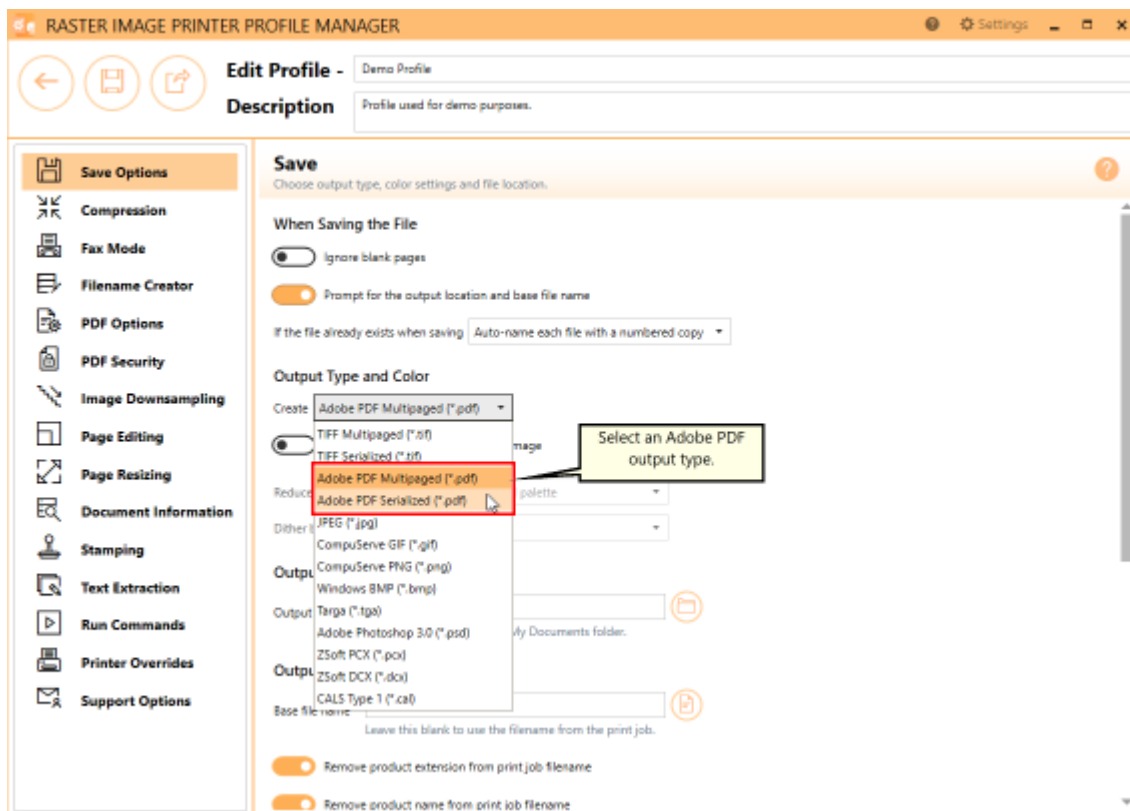 RASTER IMAGE PRINTER PROFILE MANAGER
Settings
Edit Profile - Demo Profile
Description Profile used for demo purposes.
Save Options
Compression
Fax Mode
Filename Creator
PDF Options
PDF Security
Image Downsampling
Page Editing
Page Resizing
Document Information
Stamping
Text Extraction
Run Commands
Printer Overrides
Support Options
Save
Choose output type, color settings and file location.
When Saving the File
Ignore blank pages
Prompt for the output location and base file name
If the file already exists when saving Auto-name each file with a numbered copy
Output Type and Color
Create Adobe PDF Multipaged (*.pdf)
TIFF Multipaged (*.tif)
TIFF Serialized (*.tif)
Adobe PDF Multipaged (*.pdf)
Adobe PDF Serialized (*.pdf)
JPEG (*.jpg)
CompuServe GIF (*.gif)
CompuServe PNG (*.png)
Windows BMP (*.bmp)
Targa (*.tga)
Adobe Photoshop 3.0 (*.psd)
ZSoft PCX (*.pcx)
ZSoft DCX (*.dcx)
CALS Type 1 (*.cal)
Select an Adobe PDF
output type.
Reduce palette
Dither
Output
My Documents folder.
Base file name
Leave this blank to use the filename from the print job.
Remove product extension from print job filename
Remove product name from print job filename